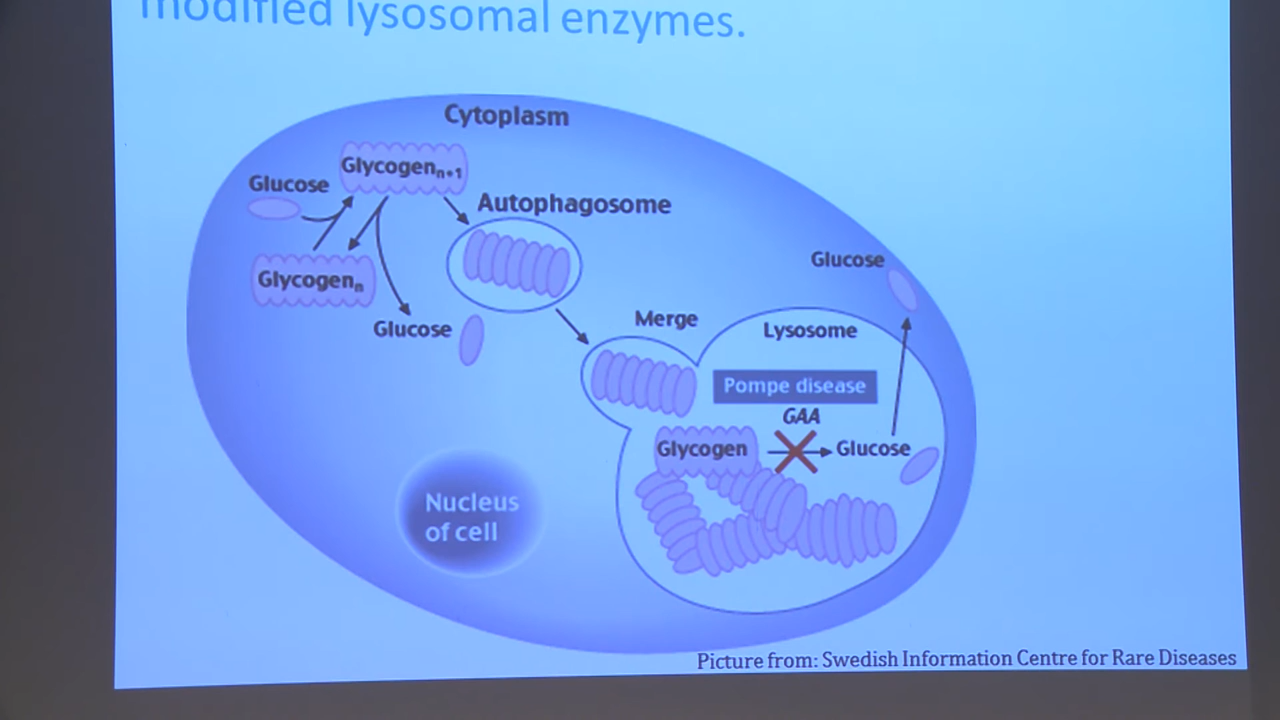 modified lysosomal enzymes.
Cytoplasm
Glycogenn+1
Glucose
Autophagosome
Glycogenn
Glucose
Glucose
Merge
Lysosome
Pompe disease
GAA
Glycogen
Glucose
Nucleus
of cell
Picture from: Swedish Information Centre for Rare Diseases